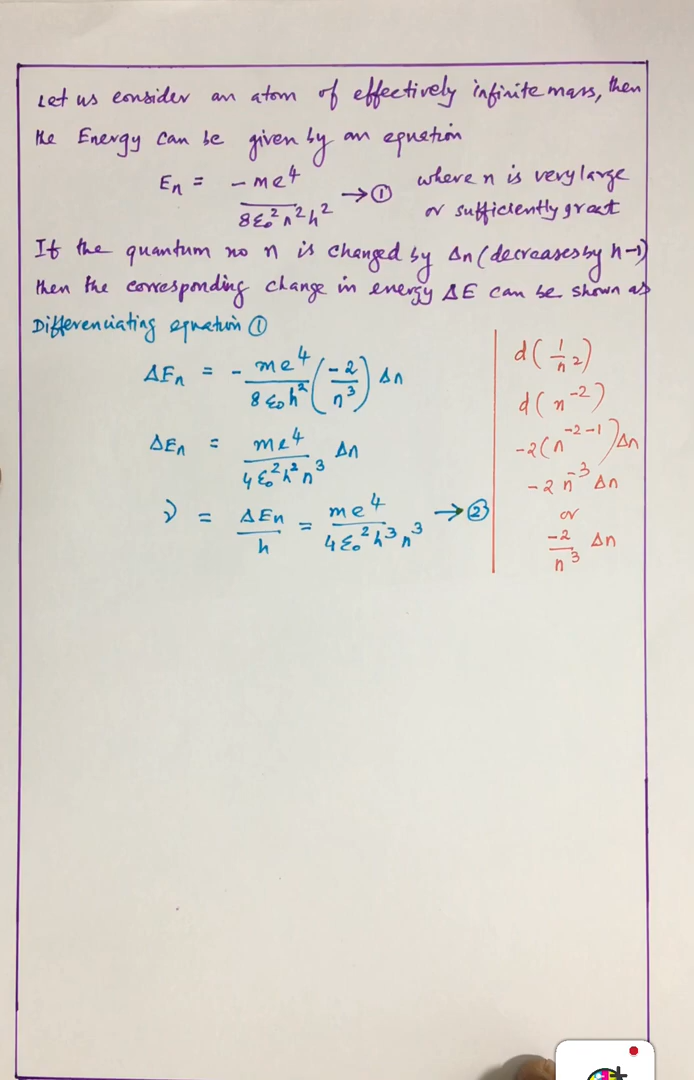 Let us consider an atom of effectively infinite mass, then
the Energy can be given by an equation
En = -me⁴ / 8ε₀²n²h² → ① where n is very large
or sufficiently great
If the quantum no n is changed by Δn (decreases by n-1)
then the corresponding change in energy ΔE can be shown as
Differenciating equation ①
ΔEn = - me⁴ / 8ε₀h² (-2 / n³) Δn
ΔEn = me⁴ / 4ε₀²h²n³ Δn
ν = ΔEn / h = me⁴ / 4ε₀²h³n³ → ②
d(1/n²)
d(n⁻²)
-2(n⁻²⁻¹)Δn
-2n⁻³ Δn
or
-2/n³ Δn